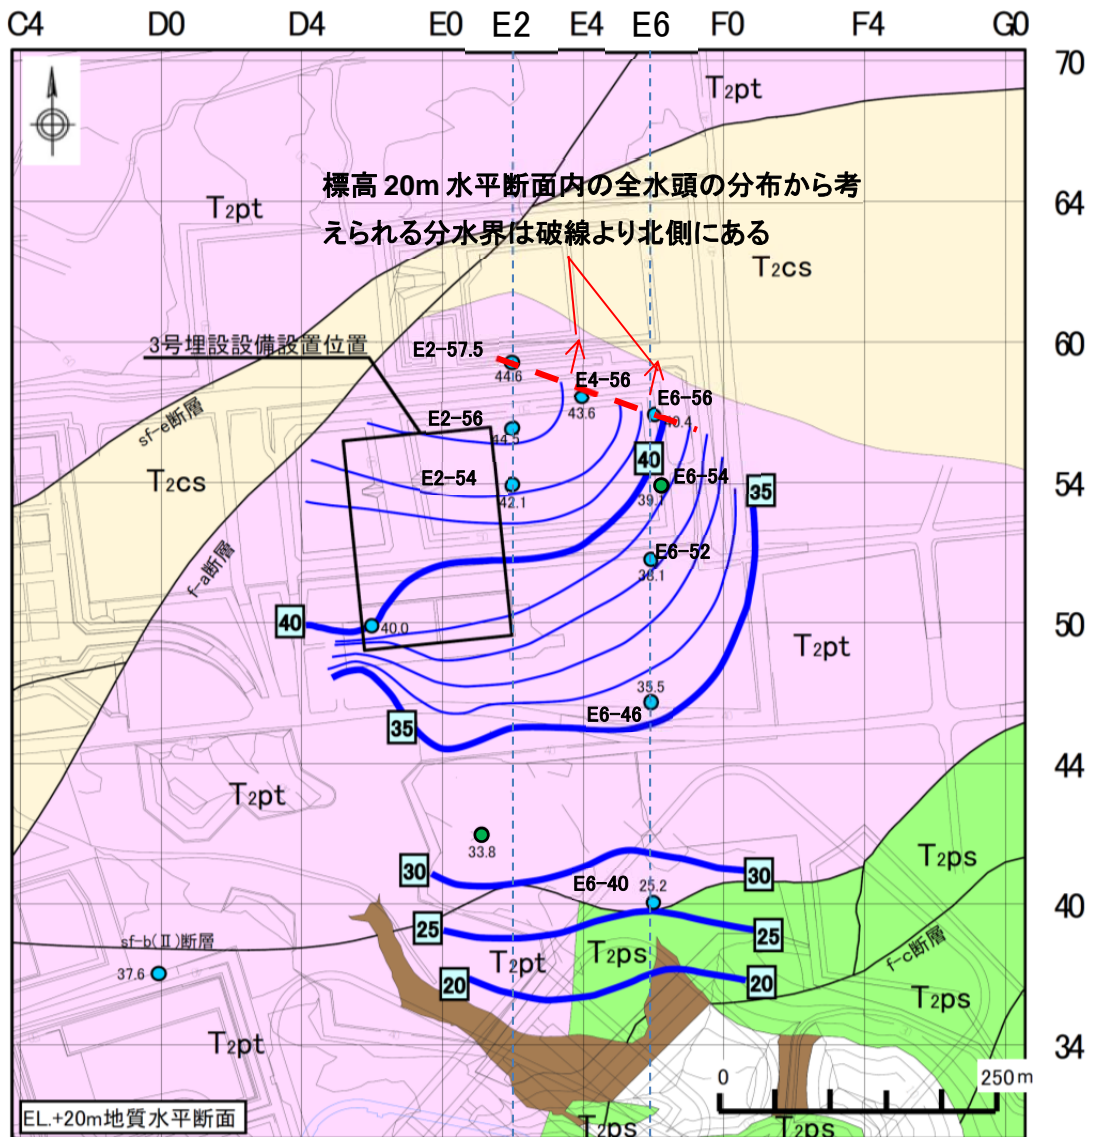 C4 D0 D4 E0 E2 E4 E6 F0 F4 G0
70
T2pt
標高 20m 水平断面内の全水頭の分布から考
えられる分水界は破線より北側にある
T2pt
64
T2cs
3号埋設設備設置位置
60
E2-57.5
44.6
E4-56
43.6
E6-56
40.4
sf-e断層
E2-56
44.5
40
T2cs
E2-54
42.1
E6-54
39.1
35
54
f-a断層
E6-52
38.1
40
40.0
50
T2pt
35.5
E6-46
35
44
T2pt
33.8
T2ps
30
E6-40
25.2
30
40
sf-b(Ⅱ)断層
25
25
f-c断層
37.6
T2pt
T2ps
20
20
T2ps
T2pt
34
0
250m
EL.+20m地質水平断面
T2ps
T2ps